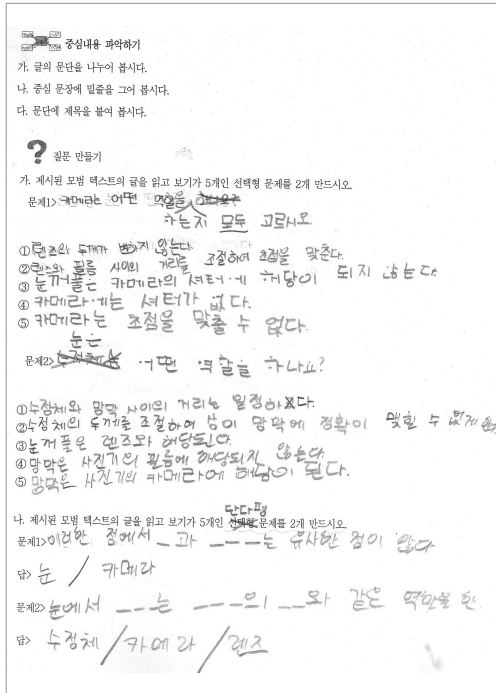 중심내용 파악하기
가. 글의 문단을 나누어 봅시다.
나. 중심 문장에 밑줄을 그어 봅시다.
다. 문단에 제목을 붙여 봅시다.
? 질문 만들기
가. 제시된 모범 텍스트의 글을 읽고 보기가 5개인 선택형 문제를 2개 만드시오.
문제1> 카메라는 어떤 역할을
하는지 모두 고르시오
① 렌즈와 두께가 변하지 않는다.
② 렌즈와 필름 사이의 거리를 조절하여 초점을 맞춘다.
③ 눈꺼풀은 카메라의 셔터에 해당이 되지 않는다.
④ 카메라에는 셔터가 없다.
⑤ 카메라는 초점을 맞출 수 없다.
눈은
문제2> 어떤 역할을 하나요?
① 수정체와 망막 사이의 거리는 일정하다.
② 수정체의 두께를 조절하여 상이 망막에 정확이 맺힐 수 없게
③ 눈꺼풀은 렌즈와 해당된다.
④ 망막은 사진기의 필름에 해당되지 않는다.
⑤ 망막은 사진기의 카메라에 해당이 된다.
단다평
나. 제시된 모범 텍스트의 글을 읽고 보기가 5개인 선택형 문제를 2개 만드시오.
문제1> 이러한 점에서 _과 ___는 유사한 점이 많다
답> 눈 / 카메라
문제2> 눈에서 ___는 ___의 __와 같은 역할을 한
답> 수정체 / 카메라 / 렌즈